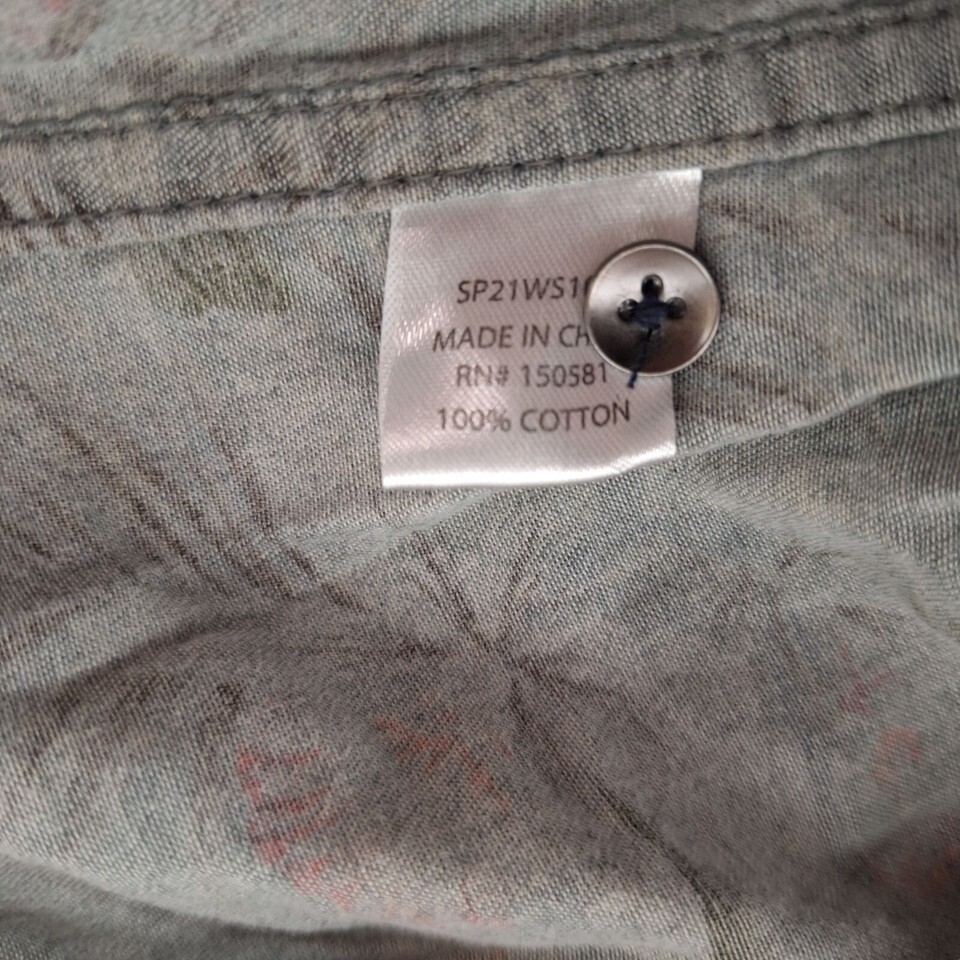 SP21WS1
MADE IN CH
RN# 150581
100% COTTON